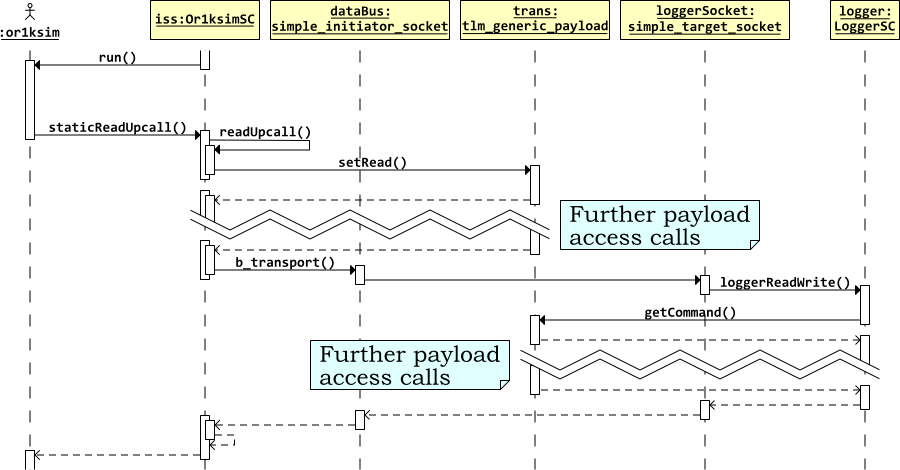 :or1ksim
iss:Or1ksimSC
dataBus:
simple_initiator_socket
trans:
tlm_generic_payload
loggerSocket:
simple_target_socket
logger:
LoggerSC
run()
staticReadUpcall()
readUpcall()
setRead()
Further payload
access calls
b_transport()
loggerReadWrite()
getCommand()
Further payload
access calls